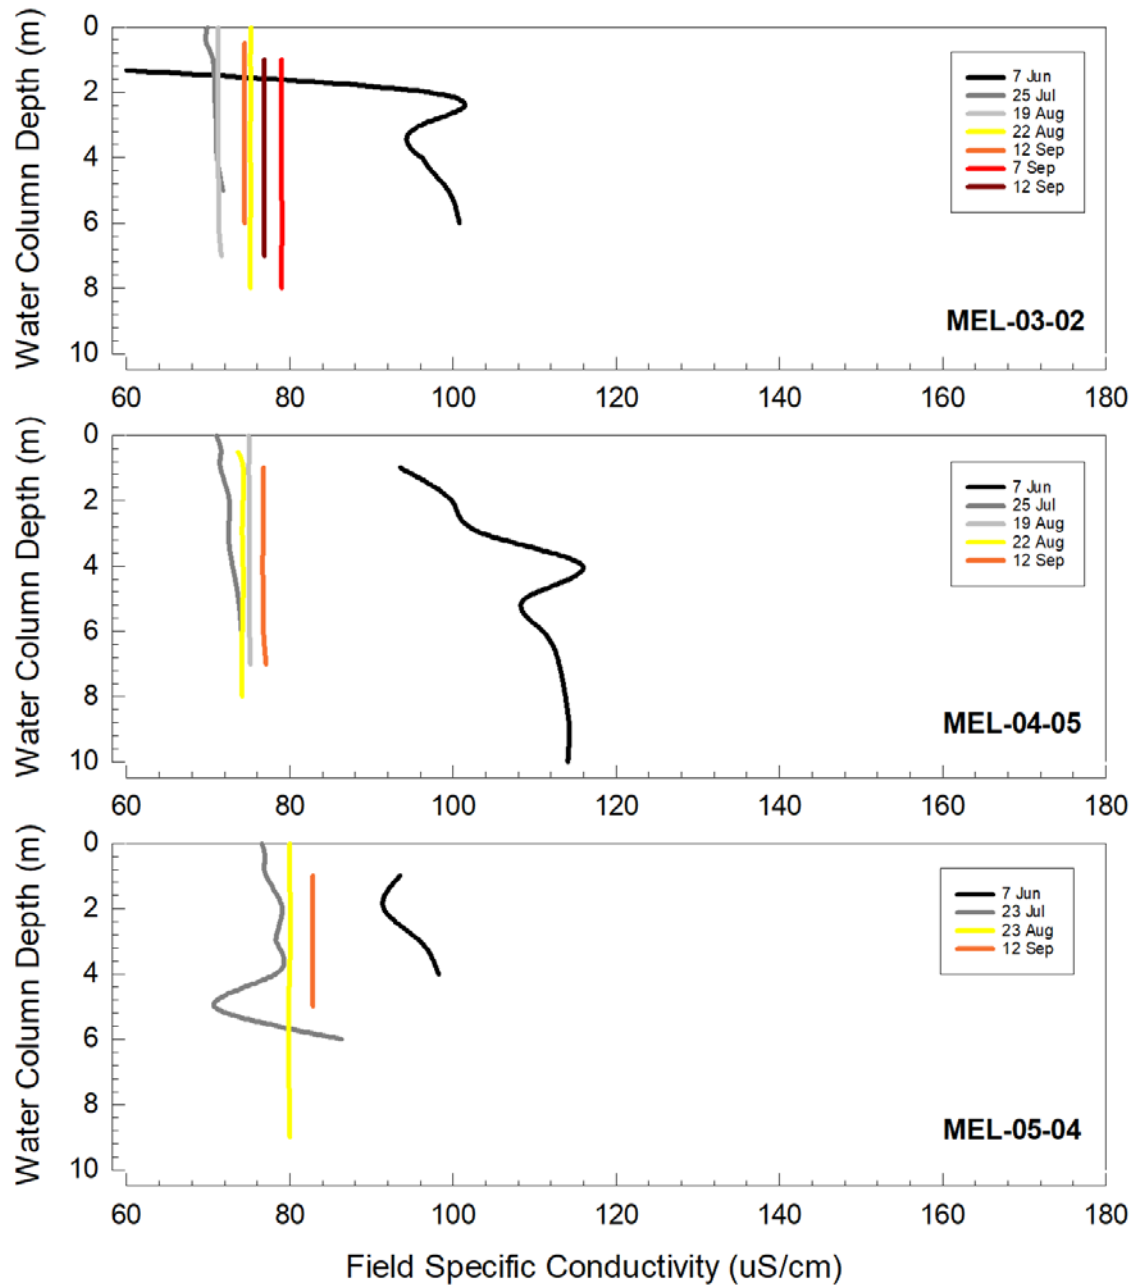 Water Column Depth (m)
0
2
4
6
8
10
7 Jun
25 Jul
19 Aug
22 Aug
12 Sep
7 Sep
12 Sep
MEL-03-02
60 80 100 120 140 160 180
Water Column Depth (m)
0
2
4
6
8
10
7 Jun
25 Jul
19 Aug
22 Aug
12 Sep
MEL-04-05
60 80 100 120 140 160 180
Water Column Depth (m)
0
2
4
6
8
10
7 Jun
23 Jul
23 Aug
12 Sep
MEL-05-04
60 80 100 120 140 160 180
Field Specific Conductivity (uS/cm)